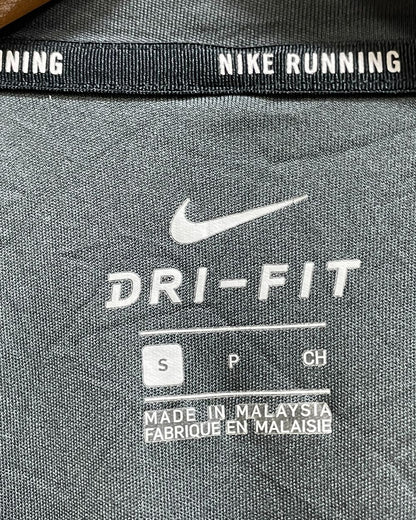 NING NIKE RUNNING
DRI-FIT
S P CH
MADE IN MALAYSIA
FABRIQUE EN MALAISIE